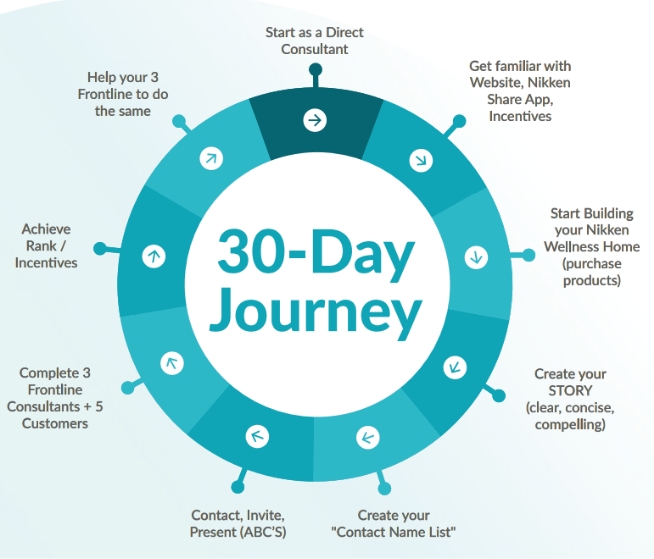 Start as a Direct
Consultant
Get familiar with
Website, Nikken
Share App,
Incentives
Start Building
your Nikken
Wellness Home
(purchase
products)
Create your
STORY
(clear, concise,
compelling)
Create your
"Contact Name List"
Contact, Invite,
Present (ABC'S)
Complete 3
Frontline
Consultants + 5
Customers
Achieve
Rank /
Incentives
Help your 3
Frontline to do
the same
30-Day
Journey